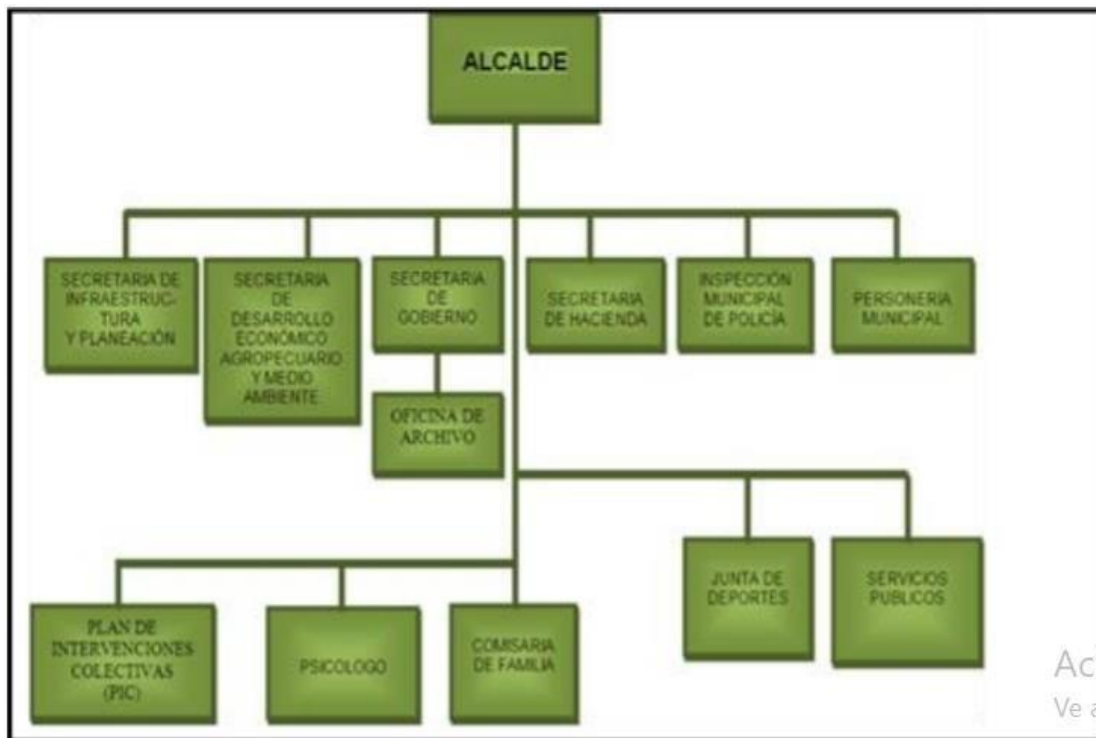 ALCALDE
SECRETARIA DE
INFRAESTRUC-
TURA
Y PLANEACIÓN
SECRETARIA
DE
DESARROLLO
ECONÓMICO
AGROPECUARIO
Y MEDIO
AMBIENTE
SECRETARIA
DE
GOBIERNO
SECRETARIA
DE HACIENDA
INSPECCIÓN
MUNICIPAL
DE POLICÍA
PERSONERIA
MUNICIPAL
OFICINA DE
ARCHIVO
JUNTA DE
DEPORTES
SERVICIOS
PUBLICOS
PLAN DE
INTERVENCIONES
COLECTIVAS
(PIC)
PSICOLOGO
COMISARIA
DE FAMILIA
Ac
Ve a